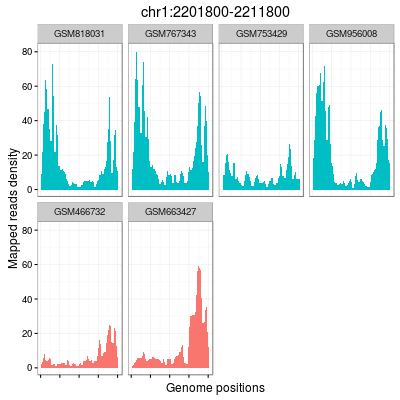 chr1:2201800-2211800
GSM818031 GSM767343 GSM753429 GSM956008
80
60
40
20
0
Mapped reads density
GSM466732 GSM663427
80
60
40
20
0
Genome positions